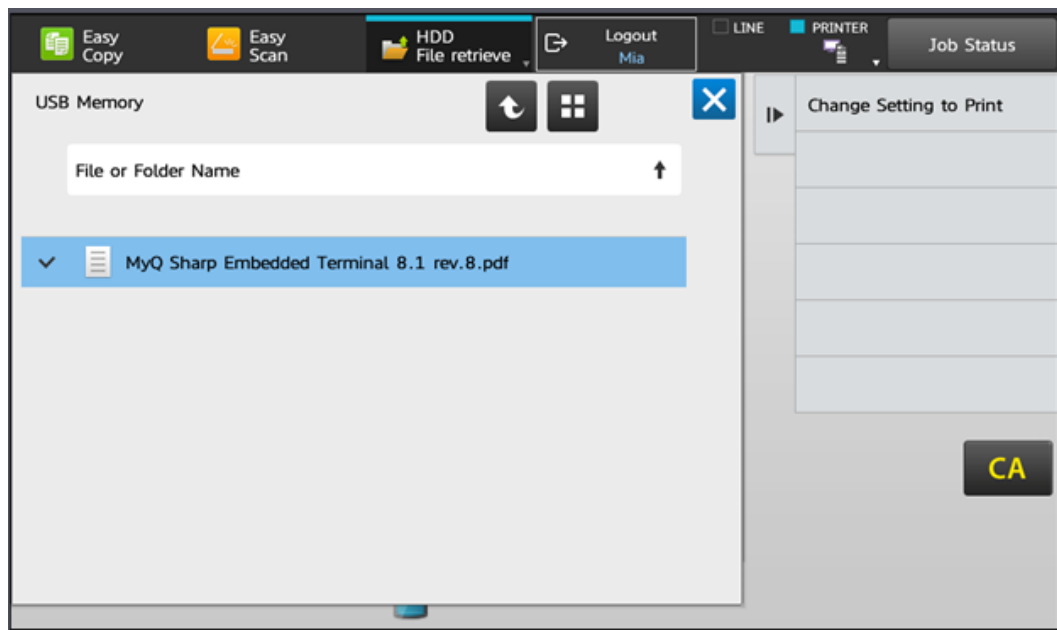 Easy
Copy
Easy
Scan
HDD
File retrieve
Logout
Mia
LINE
PRINTER
Job Status
USB Memory
Change Setting to Print
File or Folder Name
MyQ Sharp Embedded Terminal 8.1 rev.8.pdf
CA